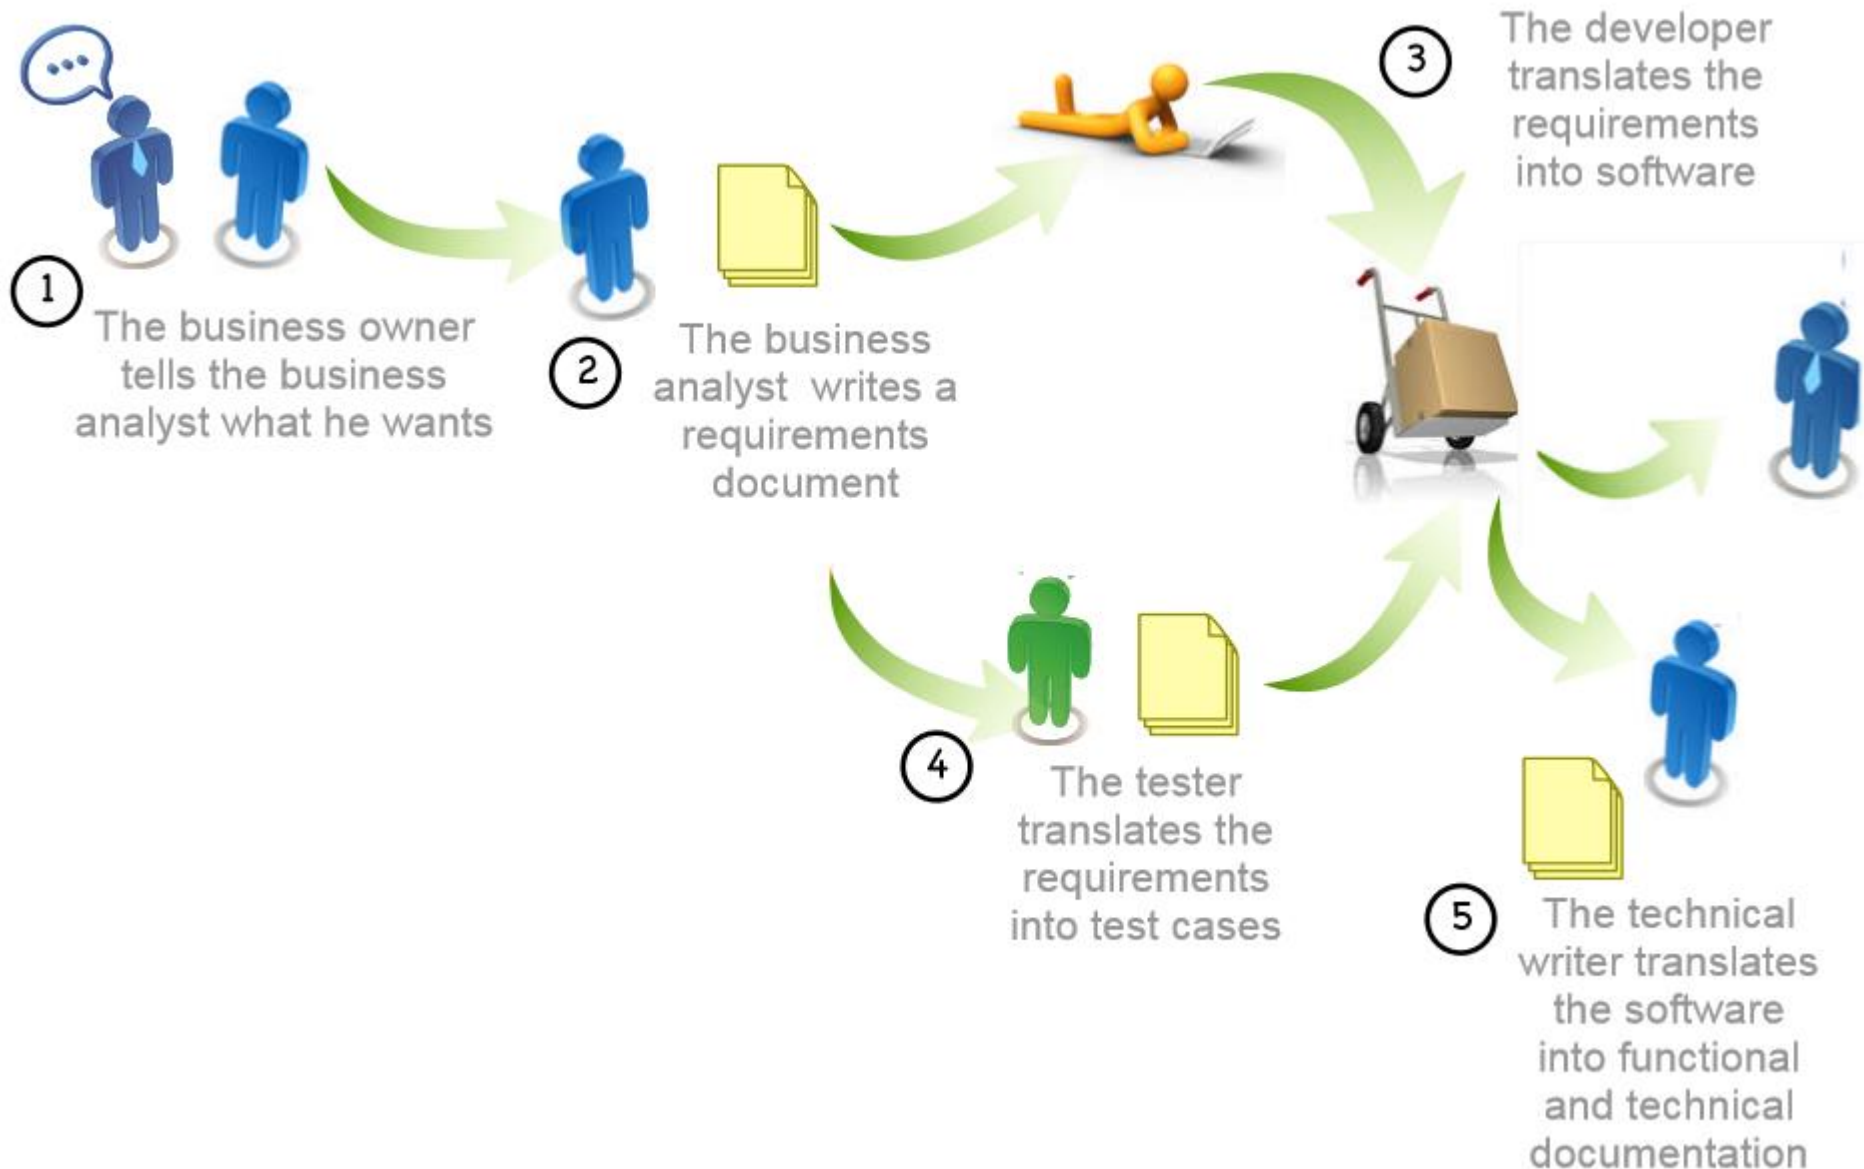 1
The business owner
tells the business
analyst what he wants
2
The business
analyst writes a
requirements
document
3
The developer
translates the
requirements
into software
4
The tester
translates the
requirements
into test cases
5
The technical
writer translates
the software
into functional
and technical
documentation